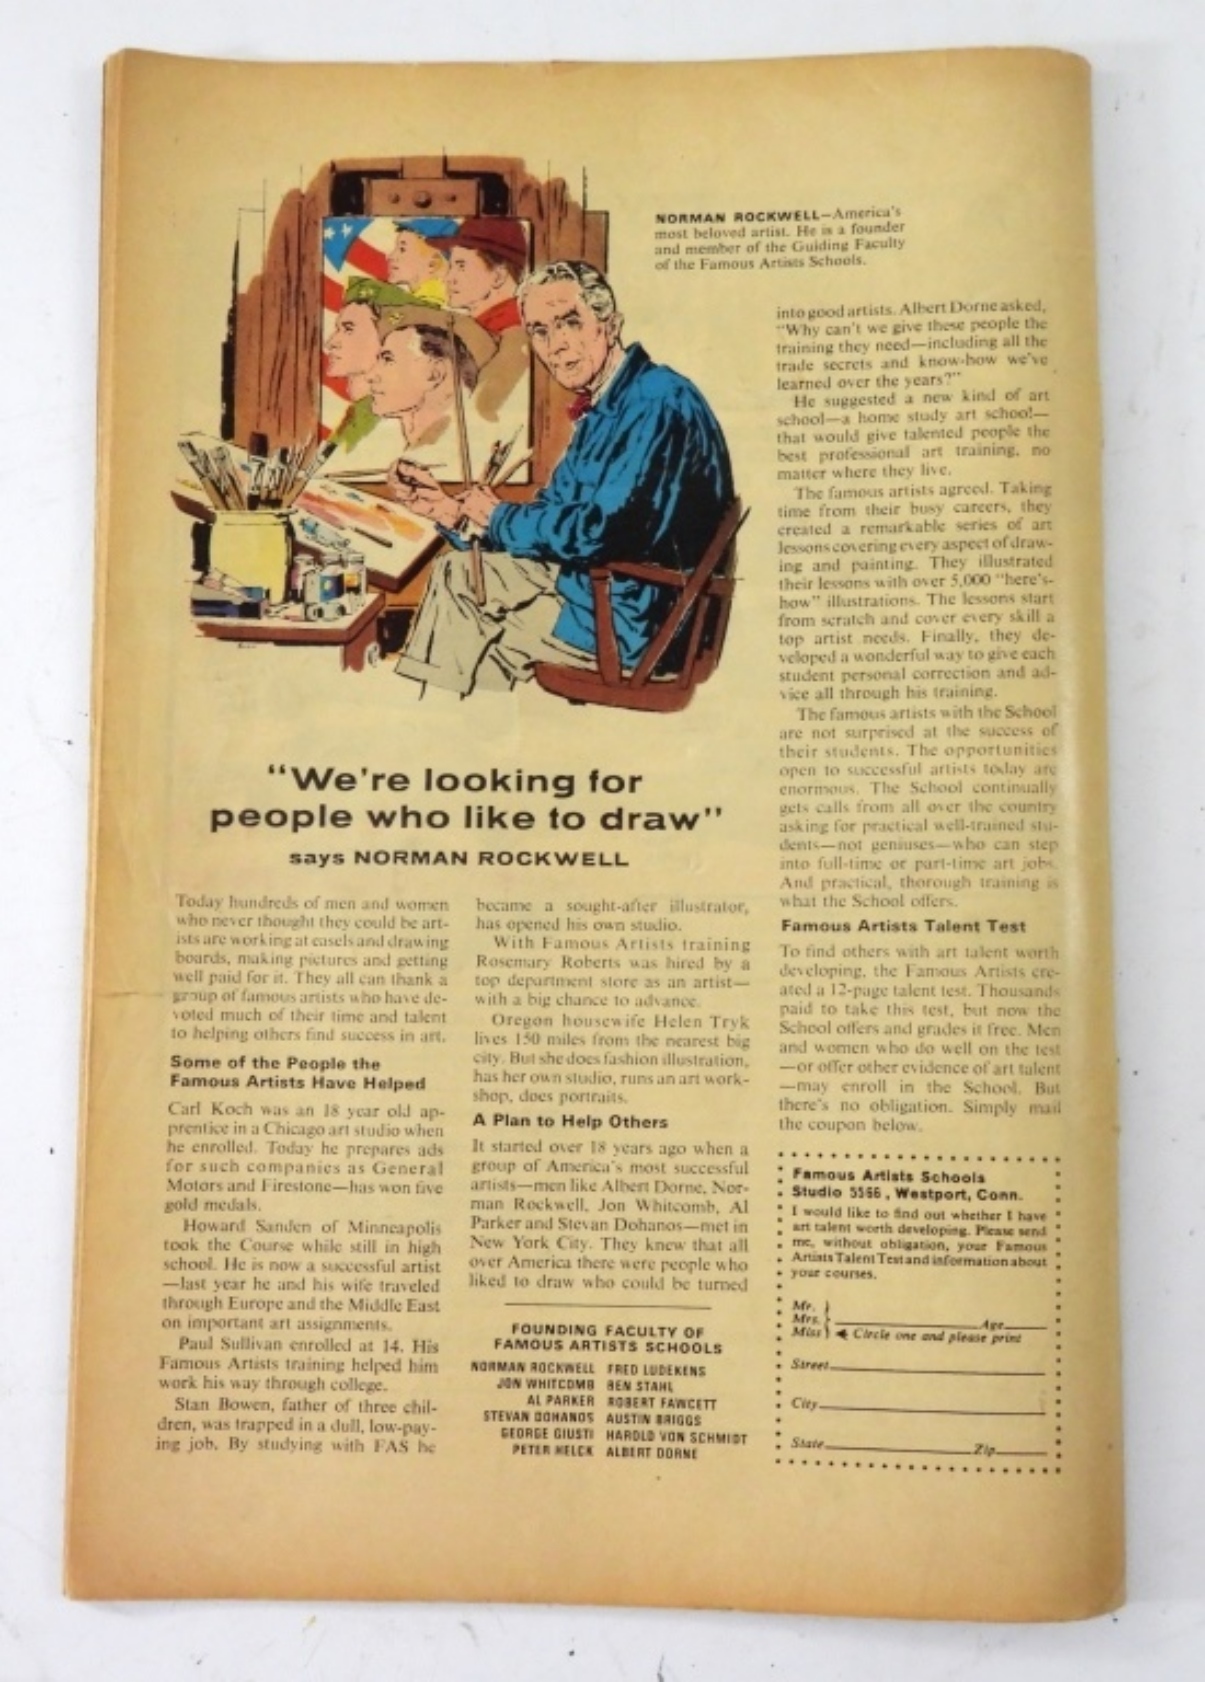 NORMAN ROCKWELL—America's
most beloved artist. He is a founder
and member of the Guiding Faculty
of the Famous Artists Schools.
"We're looking for
people who like to draw"
says NORMAN ROCKWELL
Today hundreds of men and women
who never thought they could be art-
ists are working at easels and drawing
boards, making pictures and getting
well paid for it. They all can thank a
group of famous artists who have de-
voted much of their time and talent
to helping others find success in art.
Some of the People the
Famous Artists Have Helped
Carl Koch was an 18 year old ap-
prentice in a Chicago art studio when
he enrolled. Today he prepares ads
for such companies as General
Motors and Firestone—has won five
gold medals.
Howard Sanden of Minneapolis
took the Course while still in high
school. He is now a successful artist
—last year he and his wife traveled
through Europe and the Middle East
on important art assignments.
Paul Sullivan enrolled at 14. His
Famous Artists training helped him
work his way through college.
Stan Bowen, father of three chil-
dren, was trapped in a dull, low-pay-
ing job. By studying with FAS he
became a sought-after illustrator,
has opened his own studio.
With Famous Artists training
Rosemary Roberts was hired by a
top department store as an artist—
with a big chance to advance.
Oregon housewife Helen Tryk
lives 150 miles from the nearest big
city. But she does fashion illustration,
has her own studio, runs an art work-
shop, does portraits.
A Plan to Help Others
It started over 18 years ago when a
group of America's most successful
artists—men like Albert Dorne, Nor-
man Rockwell, Jon Whitcomb, Al
Parker and Stevan Dohanos—met in
New York City. They knew that all
over America there were people who
liked to draw who could be turned
FOUNDING FACULTY OF
FAMOUS ARTISTS SCHOOLS
NORMAN ROCKWELL FRED LUDEKENS
JON WHITCOMB BEN STAHL
AL PARKER ROBERT FAWCETT
STEVAN DOHANOS AUSTIN BRIGGS
GEORGE GIUSTI HAROLD VON SCHMIDT
PETER HELCK ALBERT DORNE
into good artists. Albert Dorne asked,
"Why can't we give these people the
training they need—including all the
trade secrets and know-how we've
learned over the years?"
He suggested a new kind of art
school—a home study art school—
that would give talented people the
best professional art training, no
matter where they live.
The famous artists agreed. Taking
time from their busy careers, they
created a remarkable series of art
lessons covering every aspect of draw-
ing and painting. They illustrated
their lessons with over 5,000 "here's-
how" illustrations. The lessons start
from scratch and cover every skill a
top artist needs. Finally, they de-
veloped a wonderful way to give each
student personal correction and ad-
vice all through his training.
The famous artists with the School
are not surprised at the success of
their students. The opportunities
open to successful artists today are
enormous. The School continually
gets calls from all over the country
asking for practical well-trained stu-
dents—not geniuses—who can step
into full-time or part-time art jobs.
And practical, thorough training is
what the School offers.
Famous Artists Talent Test
To find others with art talent worth
developing, the Famous Artists cre-
ated a 12-page talent test. Thousands
paid to take this test, but now the
School offers and grades it free. Men
and women who do well on the test
—or offer other evidence of art talent
—may enroll in the School. But
there's no obligation. Simply mail
the coupon below.
Famous Artists Schools
Studio 5566, Westport, Conn.
I would like to find out whether I have
art talent worth developing. Please send
me, without obligation, your Famous
Artists Talent Test and information about
your courses.
Mr.
Mrs. Age
Miss Circle one and please print
Street
City
State Zip